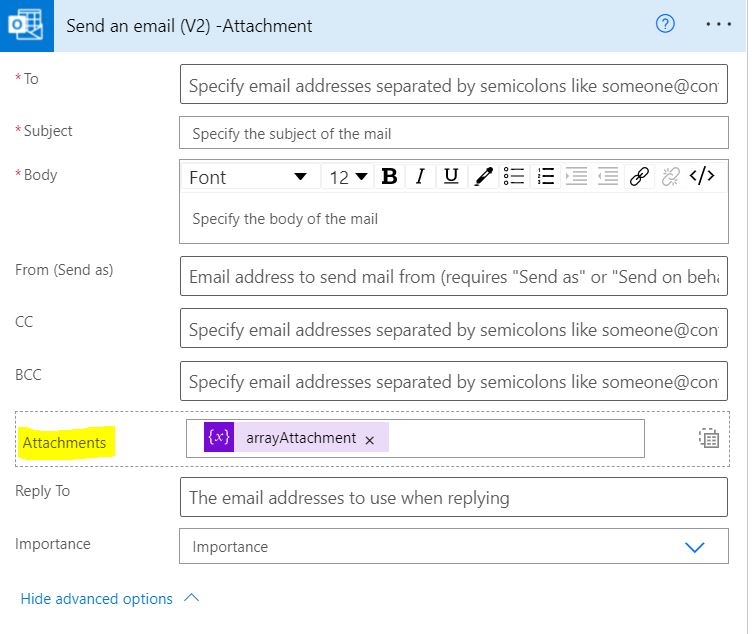 Send an email (V2) -Attachment
* To
Specify email addresses separated by semicolons like someone@con
* Subject
Specify the subject of the mail
* Body
Font 12 B I U </>
Specify the body of the mail
From (Send as)
Email address to send mail from (requires "Send as" or "Send on beha
CC
Specify email addresses separated by semicolons like someone@con
BCC
Specify email addresses separated by semicolons like someone@con
Attachments
{x} arrayAttachment ×
Reply To
The email addresses to use when replying
Importance
Importance
Hide advanced options